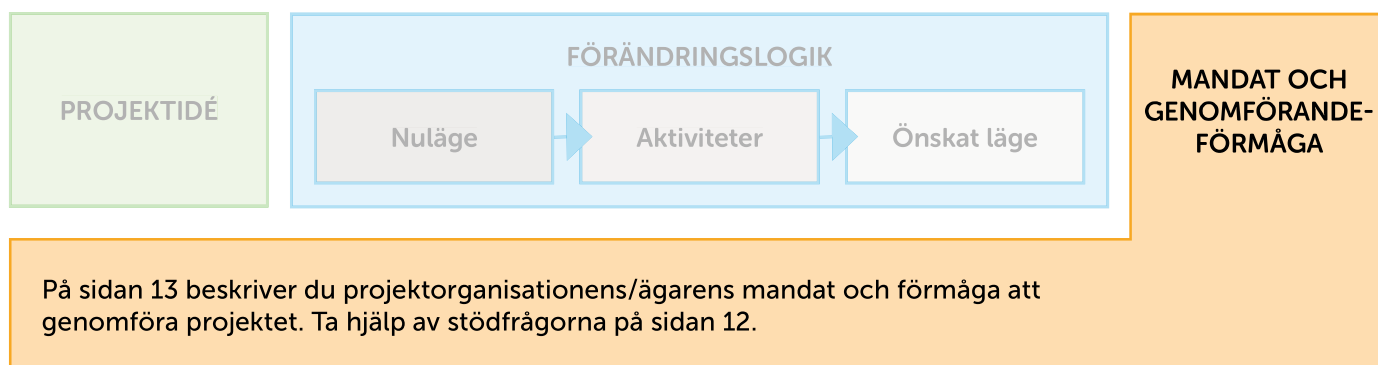 PROJEKTIDÉ
FÖRÄNDRINGSLOGIK
Nuläge
Aktiviteter
Önskat läge
MANDAT OCH
GENOMFÖRANDE-
FÖRMÅGA
På sidan 13 beskriver du projektorganisationens/ägarens mandat och förmåga att
genomföra projektet. Ta hjälp av stödfrågorna på sidan 12.